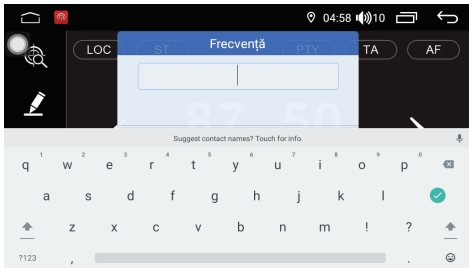 04:58 10
LOC ST PTY TA AF
Frecvență
87.50
Suggest contact names? Touch for info.
1 2 3 4 5 6 7 8 9 0
q w e r t y u i o p
a s d f g h j k l
z x c v b n m ! ?
?123 , .